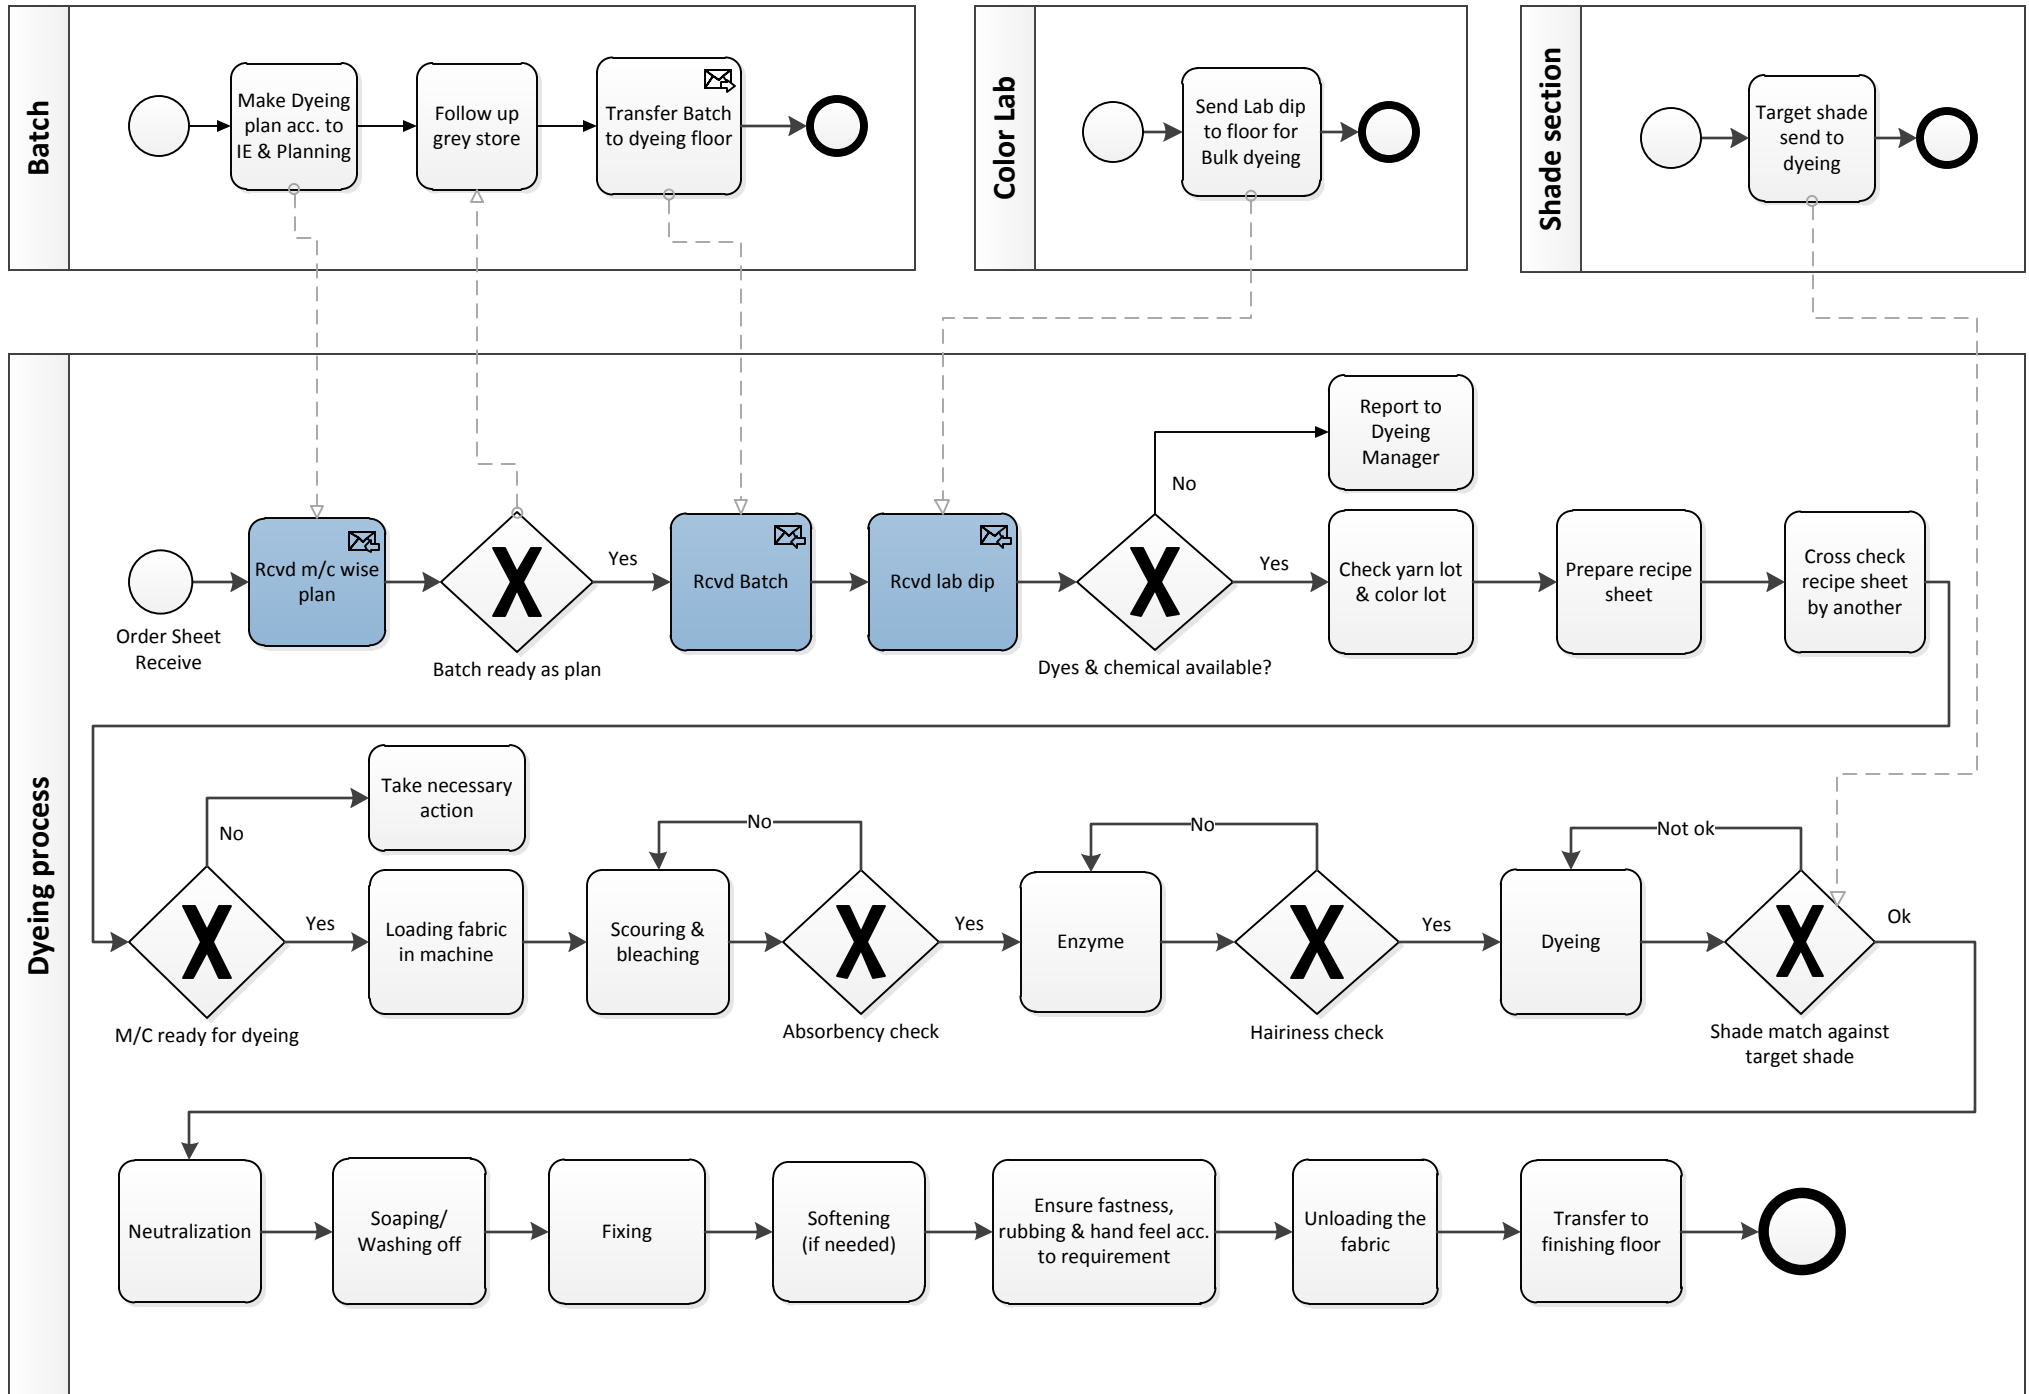 Batch
Make Dyeing
plan acc. to
IE & Planning
Follow up
grey store
Transfer Batch
to dyeing floor
Color Lab
Send Lab dip
to floor for
Bulk dyeing
Shade section
Target shade
send to
dyeing
Dyeing process
Order Sheet
Receive
Rcvd m/c wise
plan
Batch ready as plan
Yes
Rcvd Batch
Rcvd lab dip
Dyes & chemical available?
No
Report to
Dyeing
Manager
Yes
Check yarn lot
& color lot
Prepare recipe
sheet
Cross check
recipe sheet
by another
M/C ready for dyeing
No
Take necessary
action
Yes
Loading fabric
in machine
Scouring &
bleaching
No
Absorbency check
Yes
Enzyme
No
Hairiness check
Yes
Dyeing
Not ok
Shade match against
target shade
Ok
Neutralization
Soaping/
Washing off
Fixing
Softening
(if needed)
Ensure fastness,
rubbing & hand feel acc.
to requirement
Unloading the
fabric
Transfer to
finishing floor